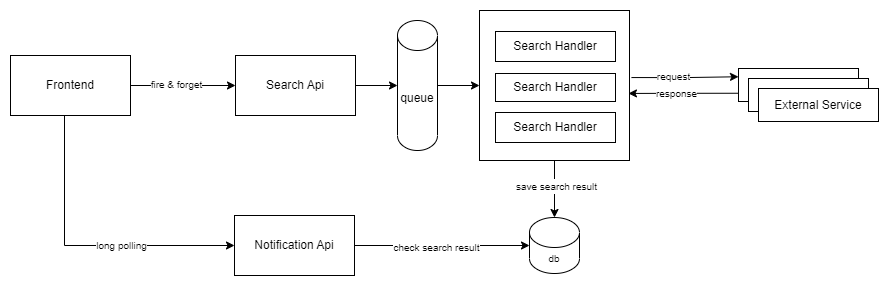 Frontend
fire & forget
Search Api
queue
Search Handler
Search Handler
Search Handler
request
response
External Service
save search result
long polling
Notification Api
check search result
db